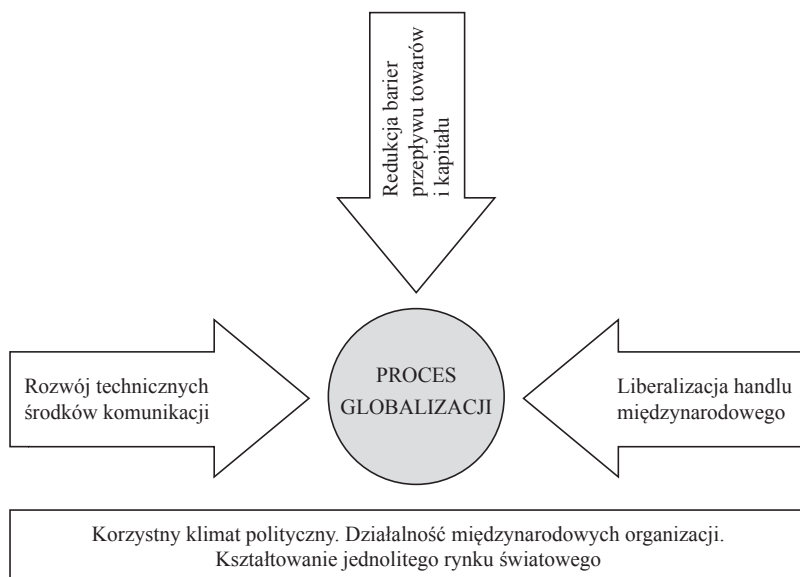 Redukcja barier
przepływu towarów
i kapitału
Rozwój technicznych
środków komunikacji
PROCES
GLOBALIZACJI
Liberalizacja handlu
międzynarodowego
Korzystny klimat polityczny. Działalność międzynarodowych organizacji.
Kształtowanie jednolitego rynku światowego